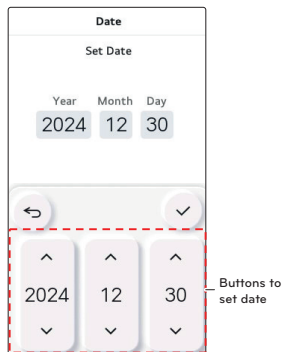 Date
Set Date
Year Month Day
2024 12 30
2024 12 30
Buttons to
set date